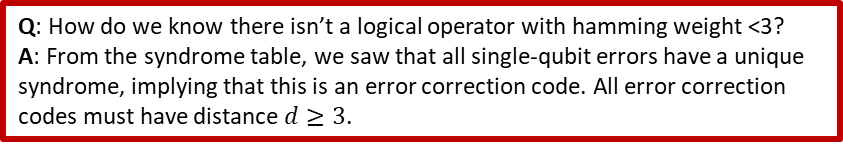 Q: How do we know there isn’t a logical operator with hamming weight <3?
A: From the syndrome table, we saw that all single-qubit errors have a unique
syndrome, implying that this is an error correction code. All error correction
codes must have distance d ≥ 3.